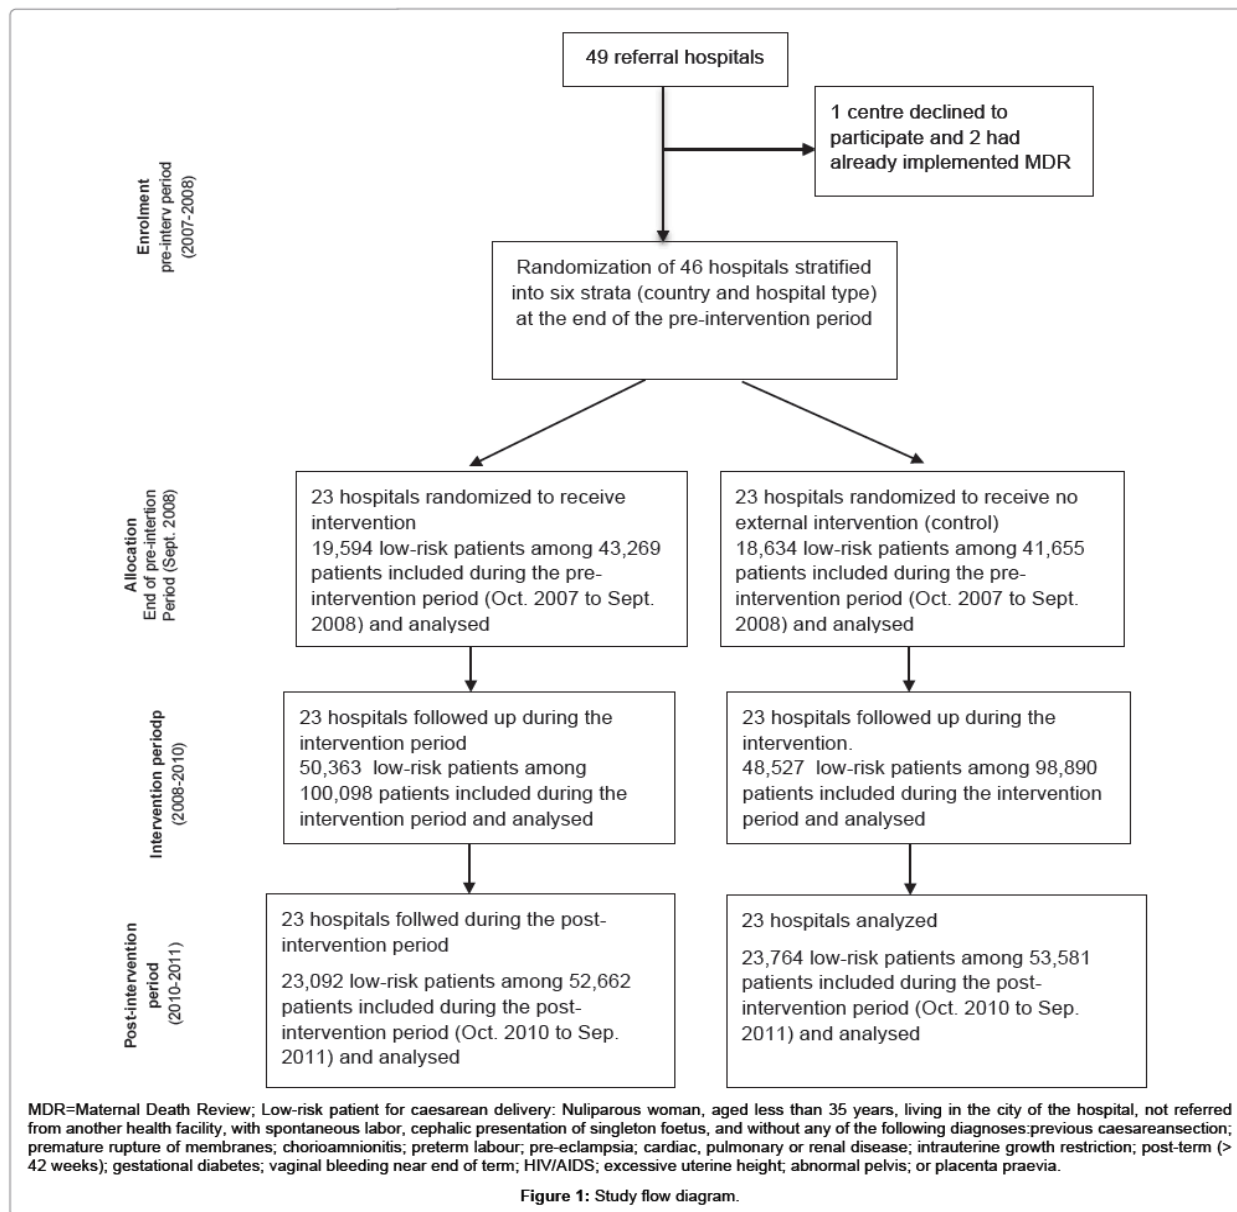 49 referral hospitals
1 centre declined to
participate and 2 had
already implemented MDR
Enrolment
pre-interv period
(2007-2008)
Randomization of 46 hospitals stratified
into six strata (country and hospital type)
at the end of the pre-intervention period
Allocation
End of pre-intertion
Period (Sept. 2008)
23 hospitals randomized to receive
intervention
19,594 low-risk patients among 43,269
patients included during the pre-
intervention period (Oct. 2007 to Sept.
2008) and analysed
23 hospitals randomized to receive no
external intervention (control)
18,634 low-risk patients among 41,655
patients included during the pre-
intervention period (Oct. 2007 to Sept.
2008) and analysed
Intervention periodp
(2008-2010)
23 hospitals followed up during the
intervention period
50,363 low-risk patients among
100,098 patients included during the
intervention period and analysed
23 hospitals followed up during the
intervention.
48,527 low-risk patients among 98,890
patients included during the intervention
period and analysed
Post-intervention
period
(2010-2011)
23 hospitals follwed during the post-
intervention period
23,092 low-risk patients among 52,662
patients included during the post-
intervention period (Oct. 2010 to Sep.
2011) and analysed
23 hospitals analyzed
23,764 low-risk patients among 53,581
patients included during the post-
intervention period (Oct. 2010 to Sep.
2011) and analysed
MDR=Maternal Death Review; Low-risk patient for caesarean delivery: Nuliparous woman, aged less than 35 years, living in the city of the hospital, not referred
from another health facility, with spontaneous labor, cephalic presentation of singleton foetus, and without any of the following diagnoses:previous caesareansection;
premature rupture of membranes; chorioamnionitis; preterm labour; pre-eclampsia; cardiac, pulmonary or renal disease; intrauterine growth restriction; post-term (>
42 weeks); gestational diabetes; vaginal bleeding near end of term; HIV/AIDS; excessive uterine height; abnormal pelvis; or placenta praevia.
Figure 1: Study flow diagram.